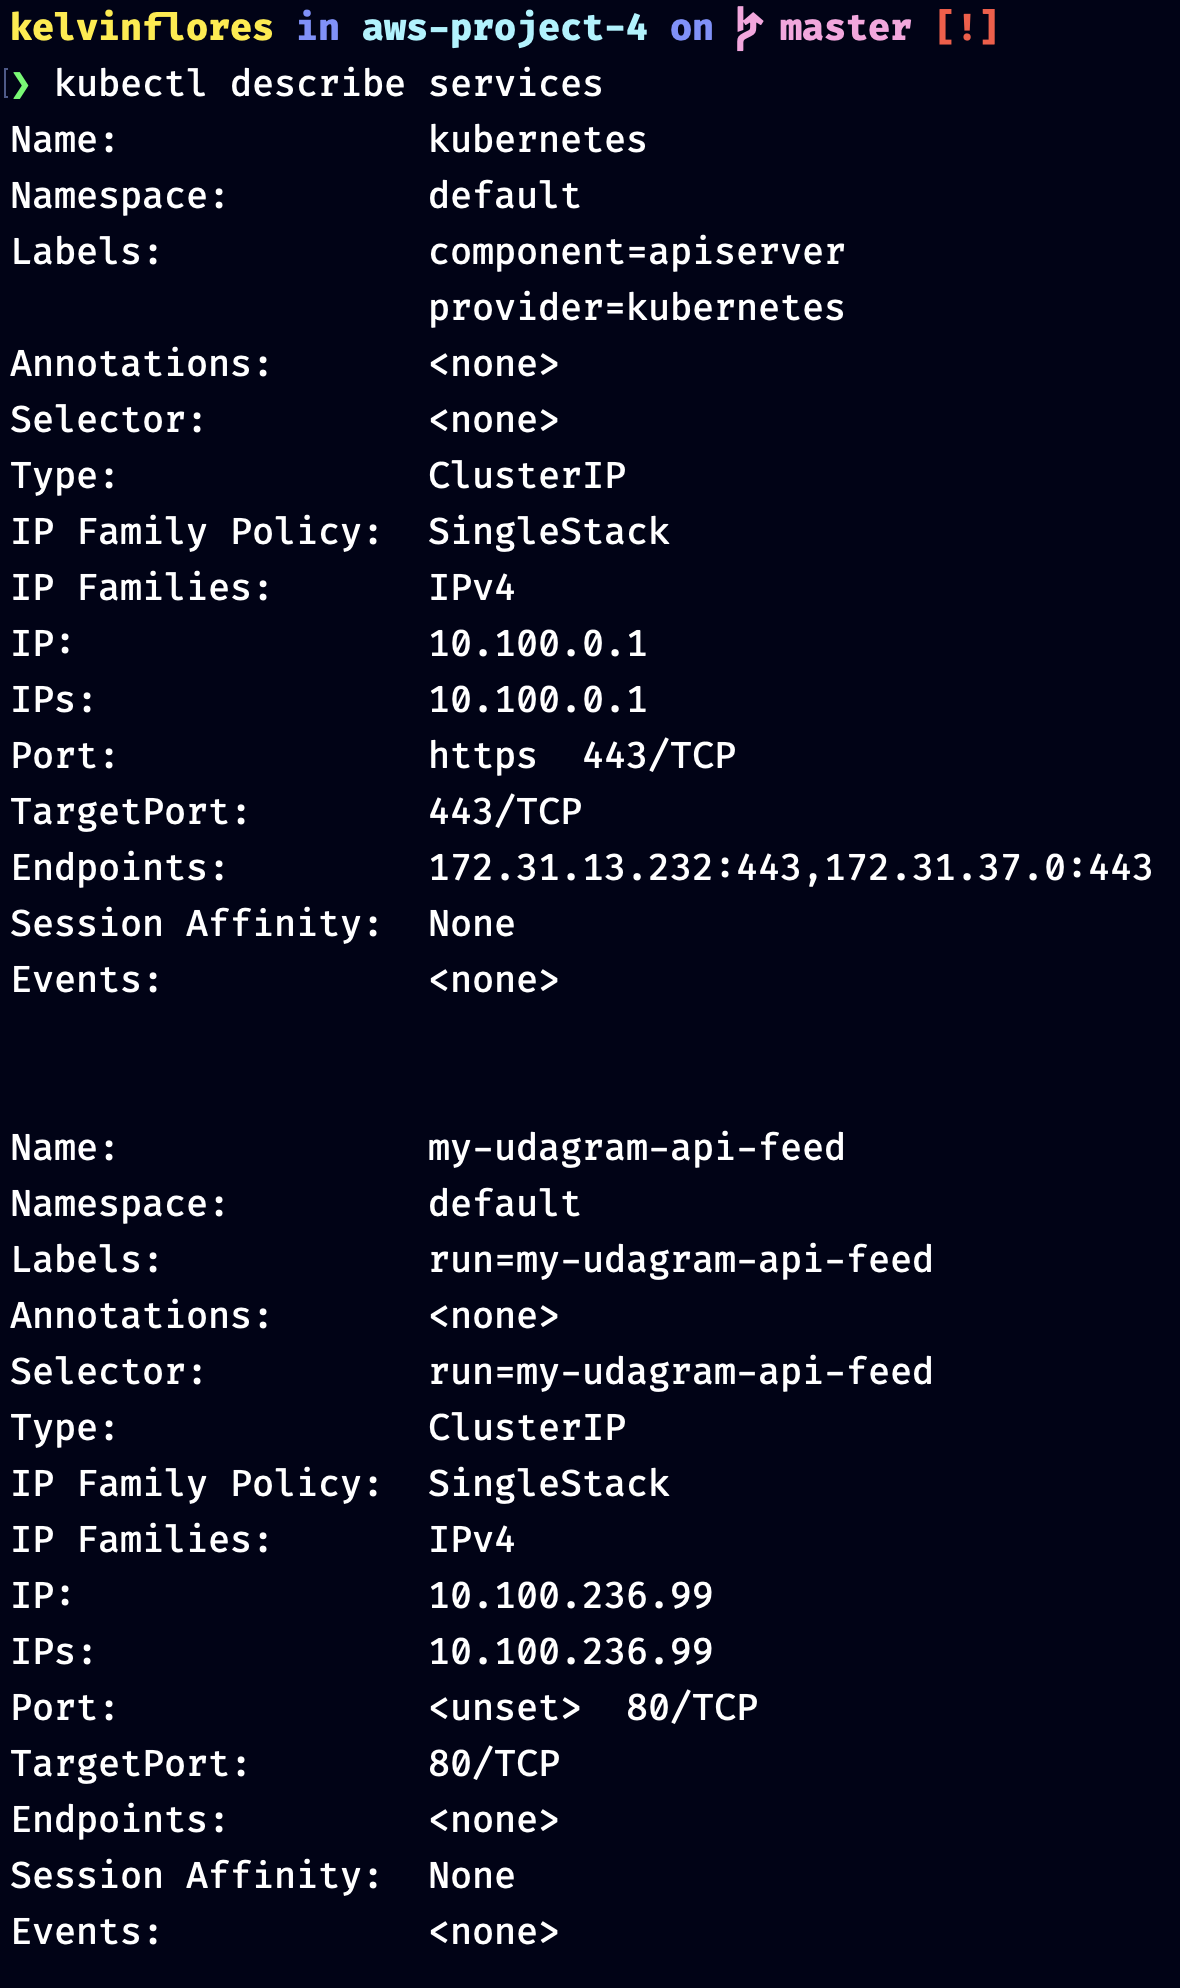 kelvinflores in aws-project-4 on master [!]
❯ kubectl describe services
Name:              kubernetes
Namespace:         default
Labels:            component=apiserver
                   provider=kubernetes
Annotations:       <none>
Selector:          <none>
Type:              ClusterIP
IP Family Policy:  SingleStack
IP Families:       IPv4
IP:                10.100.0.1
IPs:               10.100.0.1
Port:              https  443/TCP
TargetPort:        443/TCP
Endpoints:         172.31.13.232:443,172.31.37.0:443
Session Affinity:  None
Events:            <none>
Name:              my-udagram-api-feed
Namespace:         default
Labels:            run=my-udagram-api-feed
Annotations:       <none>
Selector:          run=my-udagram-api-feed
Type:              ClusterIP
IP Family Policy:  SingleStack
IP Families:       IPv4
IP:                10.100.236.99
IPs:               10.100.236.99
Port:              <unset>  80/TCP
TargetPort:        80/TCP
Endpoints:         <none>
Session Affinity:  None
Events:            <none>